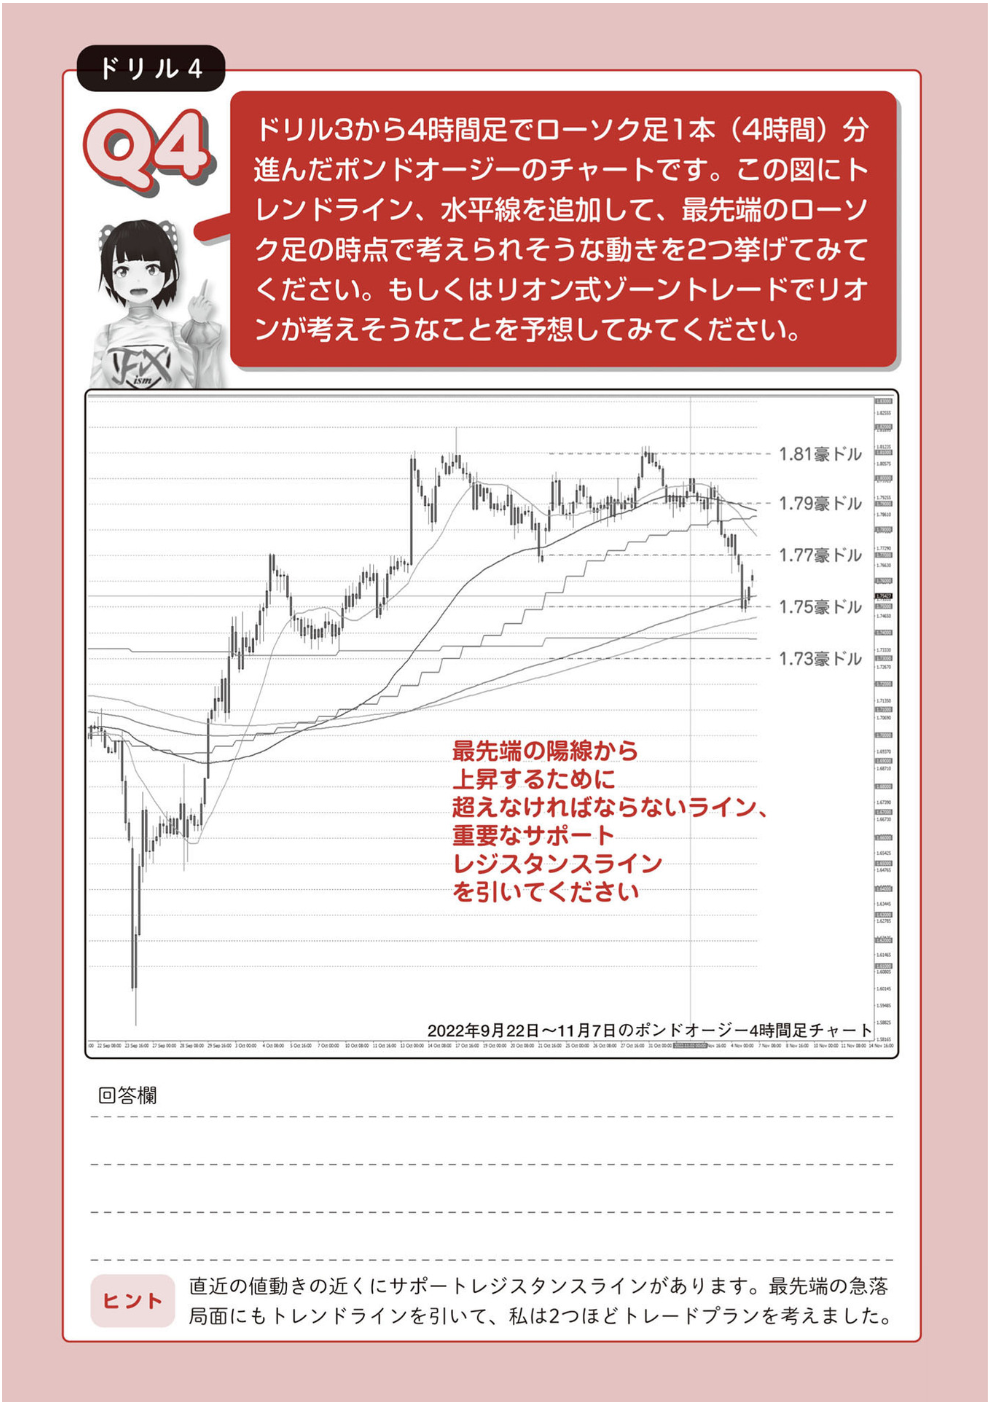 ドリル4
Q4
ドリル3から4時間足でローソク足1本（4時間）分
進んだポンドオージーのチャートです。この図にト
レンドライン、水平線を追加して、最先端のローソ
ク足の時点で考えられそうな動きを2つ挙げてみて
ください。もしくはリオン式ゾーントレードでリオ
ンが考えそうなことを予想してみてください。
FX
ism
1.81豪ドル
1.79豪ドル
1.77豪ドル
1.75豪ドル
1.73豪ドル
最先端の陽線から
上昇するために
超えなければならないライン、
重要なサポート
レジスタンスライン
を引いてください
2022年9月22日～11月7日のポンドオージー4時間足チャート
回答欄
ヒント
直近の値動きの近くにサポートレジスタンスラインがあります。最先端の急落
局面にもトレンドラインを引いて、私は2つほどトレードプランを考えました。